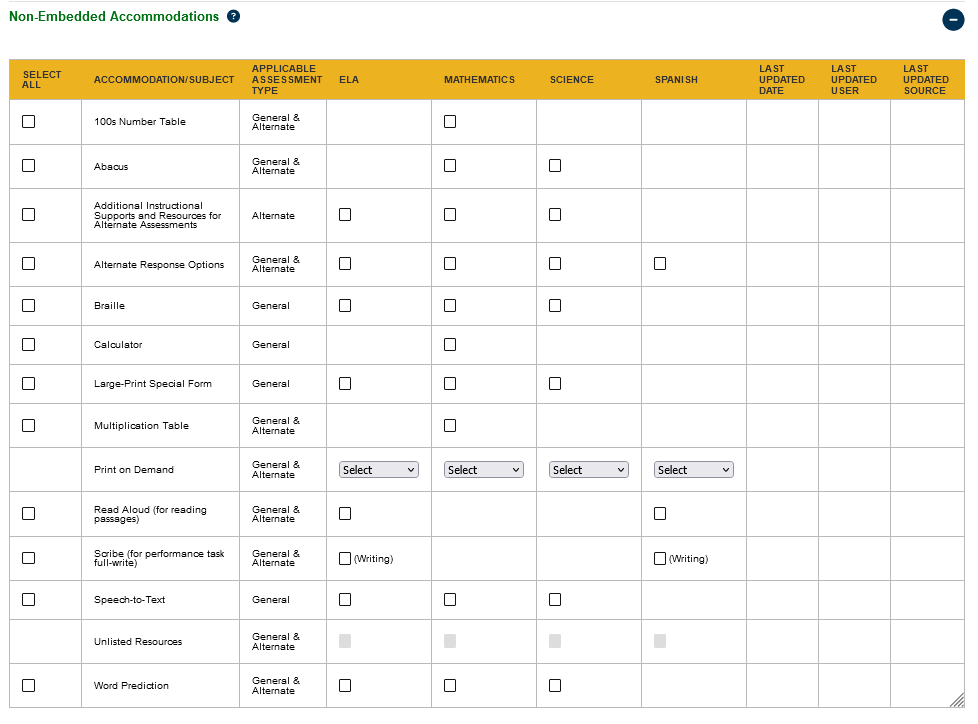 Non-Embedded Accommodations ?
SELECT ALL ACCOMMODATION/SUBJECT APPLICABLE ASSESSMENT TYPE ELA MATHEMATICS SCIENCE SPANISH LAST UPDATED DATE LAST UPDATED USER LAST UPDATED SOURCE
100s Number Table General & Alternate
Abacus General & Alternate
Additional Instructional Supports and Resources for Alternate Assessments Alternate
Alternate Response Options General & Alternate
Braille General
Calculator General
Large-Print Special Form General
Multiplication Table General & Alternate
Print on Demand General & Alternate Select Select Select Select
Read Aloud (for reading passages) General & Alternate
Scribe (for performance task full-write) General & Alternate (Writing) (Writing)
Speech-to-Text General
Unlisted Resources General & Alternate
Word Prediction General & Alternate